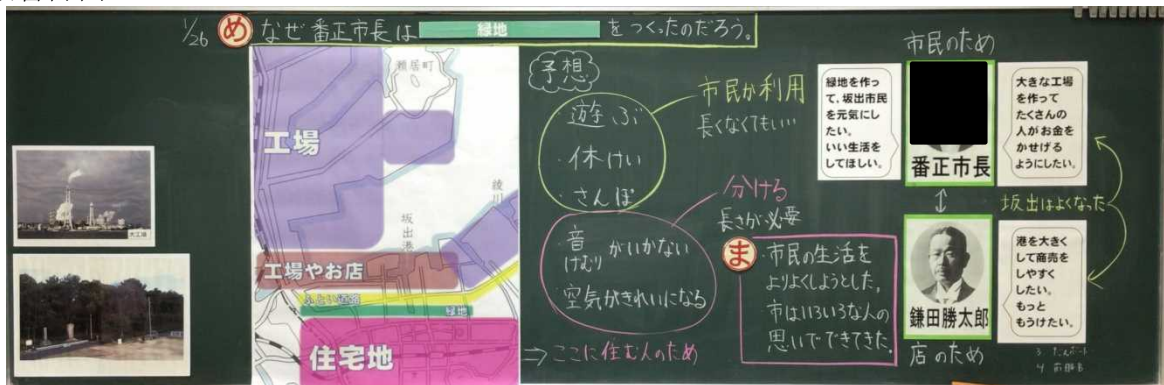 1/26
め なぜ番正市長は 緑地 をつくったのだろう。
大工場
瀬居町
工場
綾川
坂出港
工場やお店
ふとい道路
緑地
住宅地
予想
・遊ぶ
・休けい
・さんぽ
市民が利用
長くなくてもいい
・音 けむり がいかない
空気がきれいになる
分ける
長さが必要
⇒ここに住む人のため
ま ・市民の生活を
よりよくしようとした。
市はいろいろな人の
思いでできてきた。
市民のため
緑地を作っ
て、坂出市民
を元気にし
たい。
いい生活を
してほしい。
番正市長
大きな工場
を作って
たくさんの
人がお金を
かせげる
ようにしたい。
坂出はよくなった
鎌田勝太郎
店のため
港を大きく
して商売を
しやすく
したい。
もっと
もうけたい。